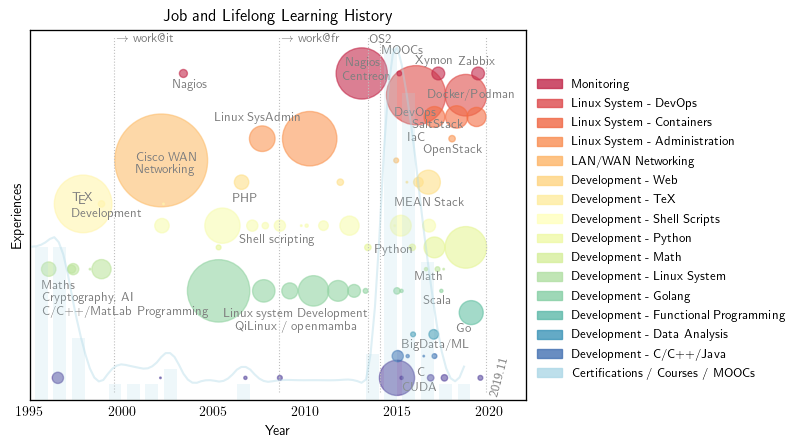 Job and Lifelong Learning History
→ work@it
→ work@fr
OS2
MOOCs
Xymon
Zabbix
Nagios
Centreon
Nagios
Docker/Podman
DevOps
Linux SysAdmin
SaltStack
IaC
OpenStack
Cisco WAN
Networking
TeX
Development
PHP
MEAN Stack
Shell scripting
Python
Maths
Math
Cryptography, AI
C/C++/MatLab Programming
Scala
Linux system Development
QiLinux / openmamba
Go
BigData/ML
C
CUDA
2019.11
Experiences
1995
2000
2005
2010
2015
2020
Year
Monitoring
Linux System - DevOps
Linux System - Containers
Linux System - Administration
LAN/WAN Networking
Development - Web
Development - TeX
Development - Shell Scripts
Development - Python
Development - Math
Development - Linux System
Development - Golang
Development - Functional Programming
Development - Data Analysis
Development - C/C++/Java
Certifications / Courses / MOOCs